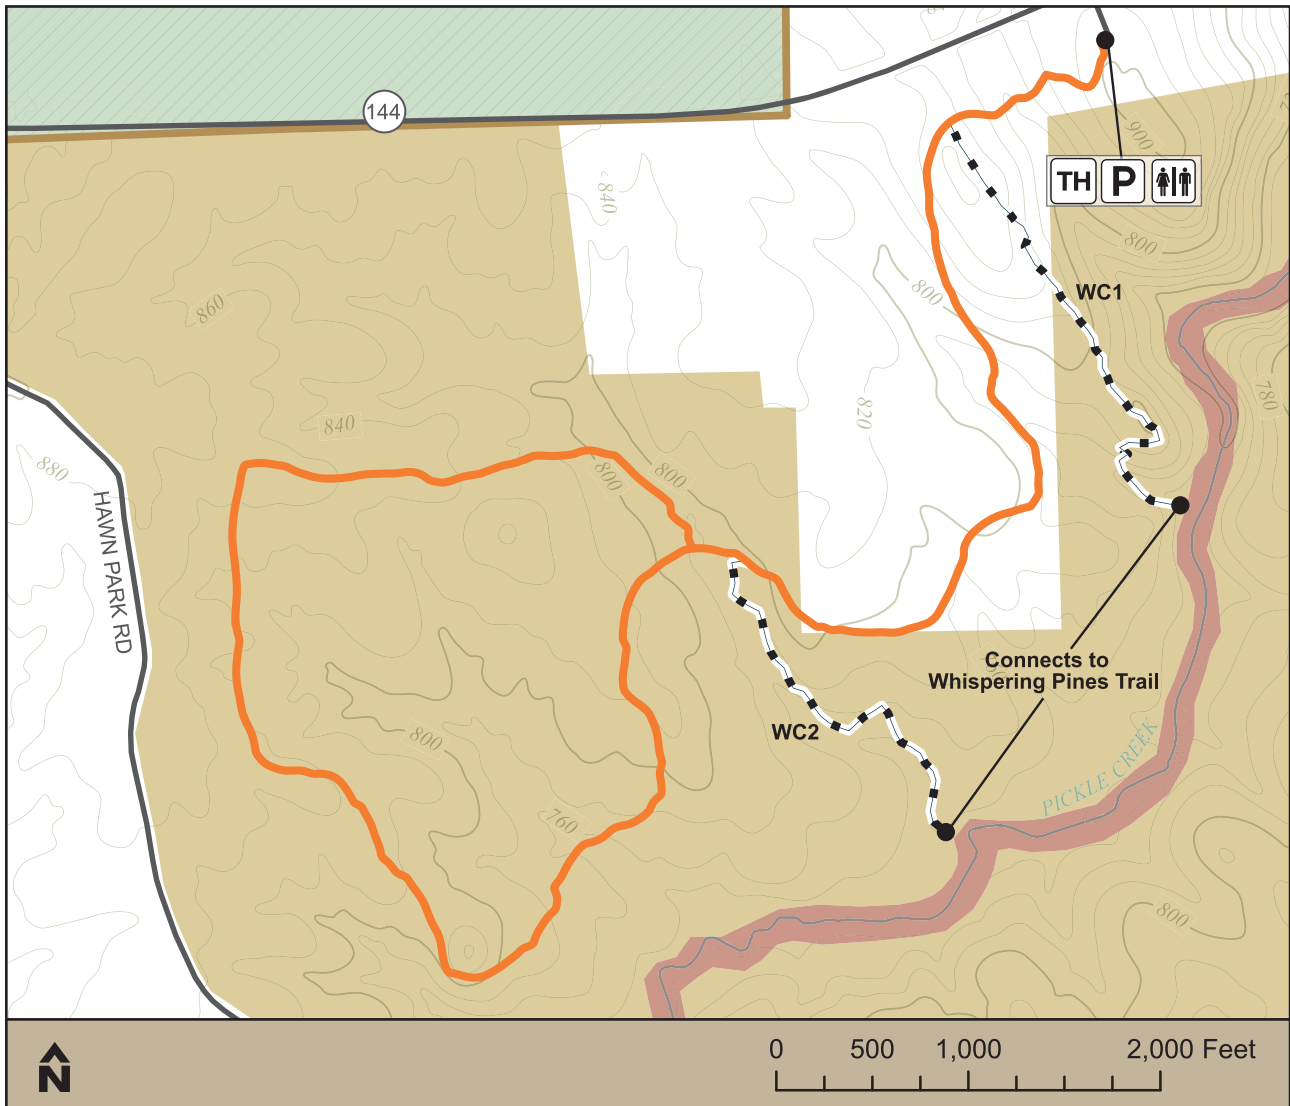 144
TH P
900
840
800
WC1
800
860
780
820
840
880
800
800
HAWN PARK RD
Connects to
Whispering Pines Trail
WC2
800
PICKLE CREEK
760
800
N
0 500 1,000 2,000 Feet